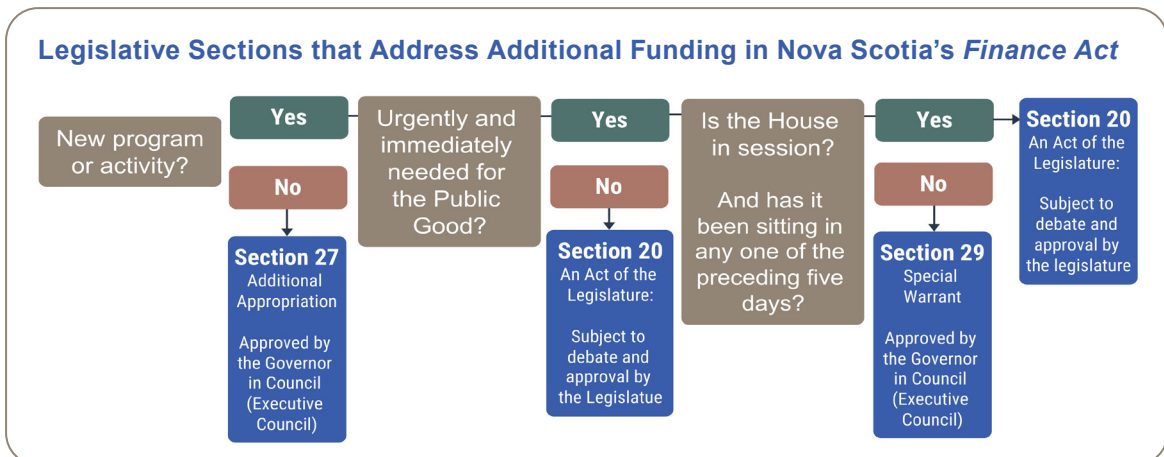 Legislative Sections that Address Additional Funding in Nova Scotia's Finance Act
New program
or activity?
Yes
No
Section 27
Additional
Appropriation
Approved by
the Governor
in Council
(Executive
Council)
Urgently and
immediately
needed for
the Public
Good?
Yes
No
Section 20
An Act of the
Legislature:
Subject to
debate and
approval by
the Legislatue
Is the House
in session?
And has it
been sitting in
any one of the
preceding five
days?
Yes
No
Section 29
Special
Warrant
Approved by
the Governor
in Council
(Executive
Council)
Section 20
An Act of the
Legislature:
Subject to
debate and
approval by
the legislature